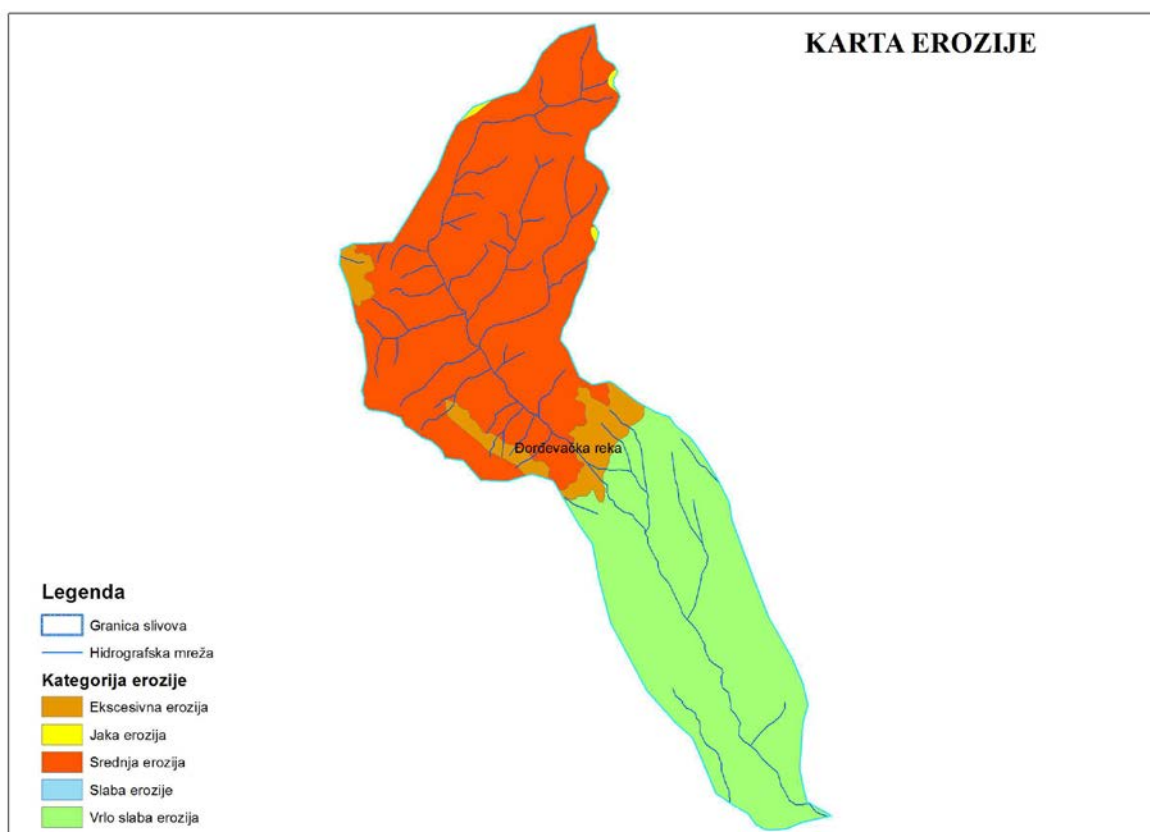 KARTA EROZIJE
Đorđevačka reka
Legenda
Granica slivova
Hidrografska mreža
Kategorija erozije
Ekscesivna erozija
Jaka erozija
Srednja erozija
Slaba erozije
Vrlo slaba erozija